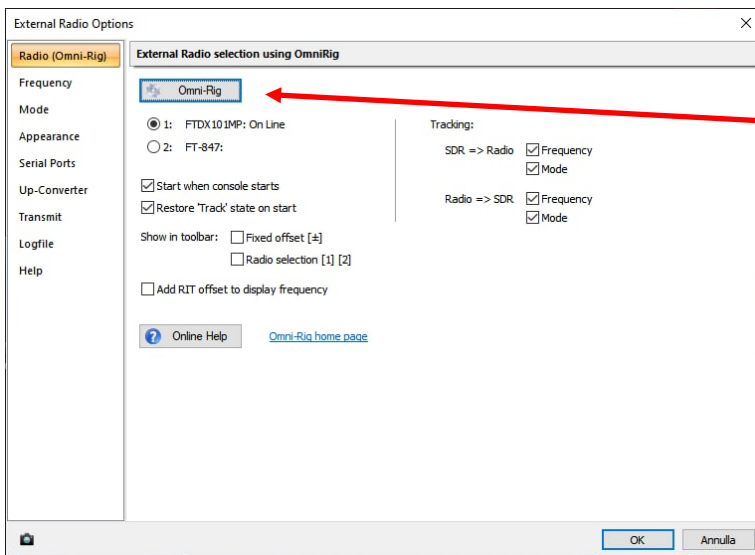 External Radio Options
Radio (Omni-Rig)
Frequency
Mode
Appearance
Serial Ports
Up-Converter
Transmit
Logfile
Help
External Radio selection using OmniRig
Omni-Rig
1: FTDX101MP: On Line
2: FT-847:
Start when console starts
Restore 'Track' state on start
Show in toolbar: Fixed offset [±]
Radio selection [1] [2]
Add RIT offset to display frequency
Online Help Omni-Rig home page
Tracking:
SDR => Radio Frequency
Mode
Radio => SDR Frequency
Mode
OK Annulla